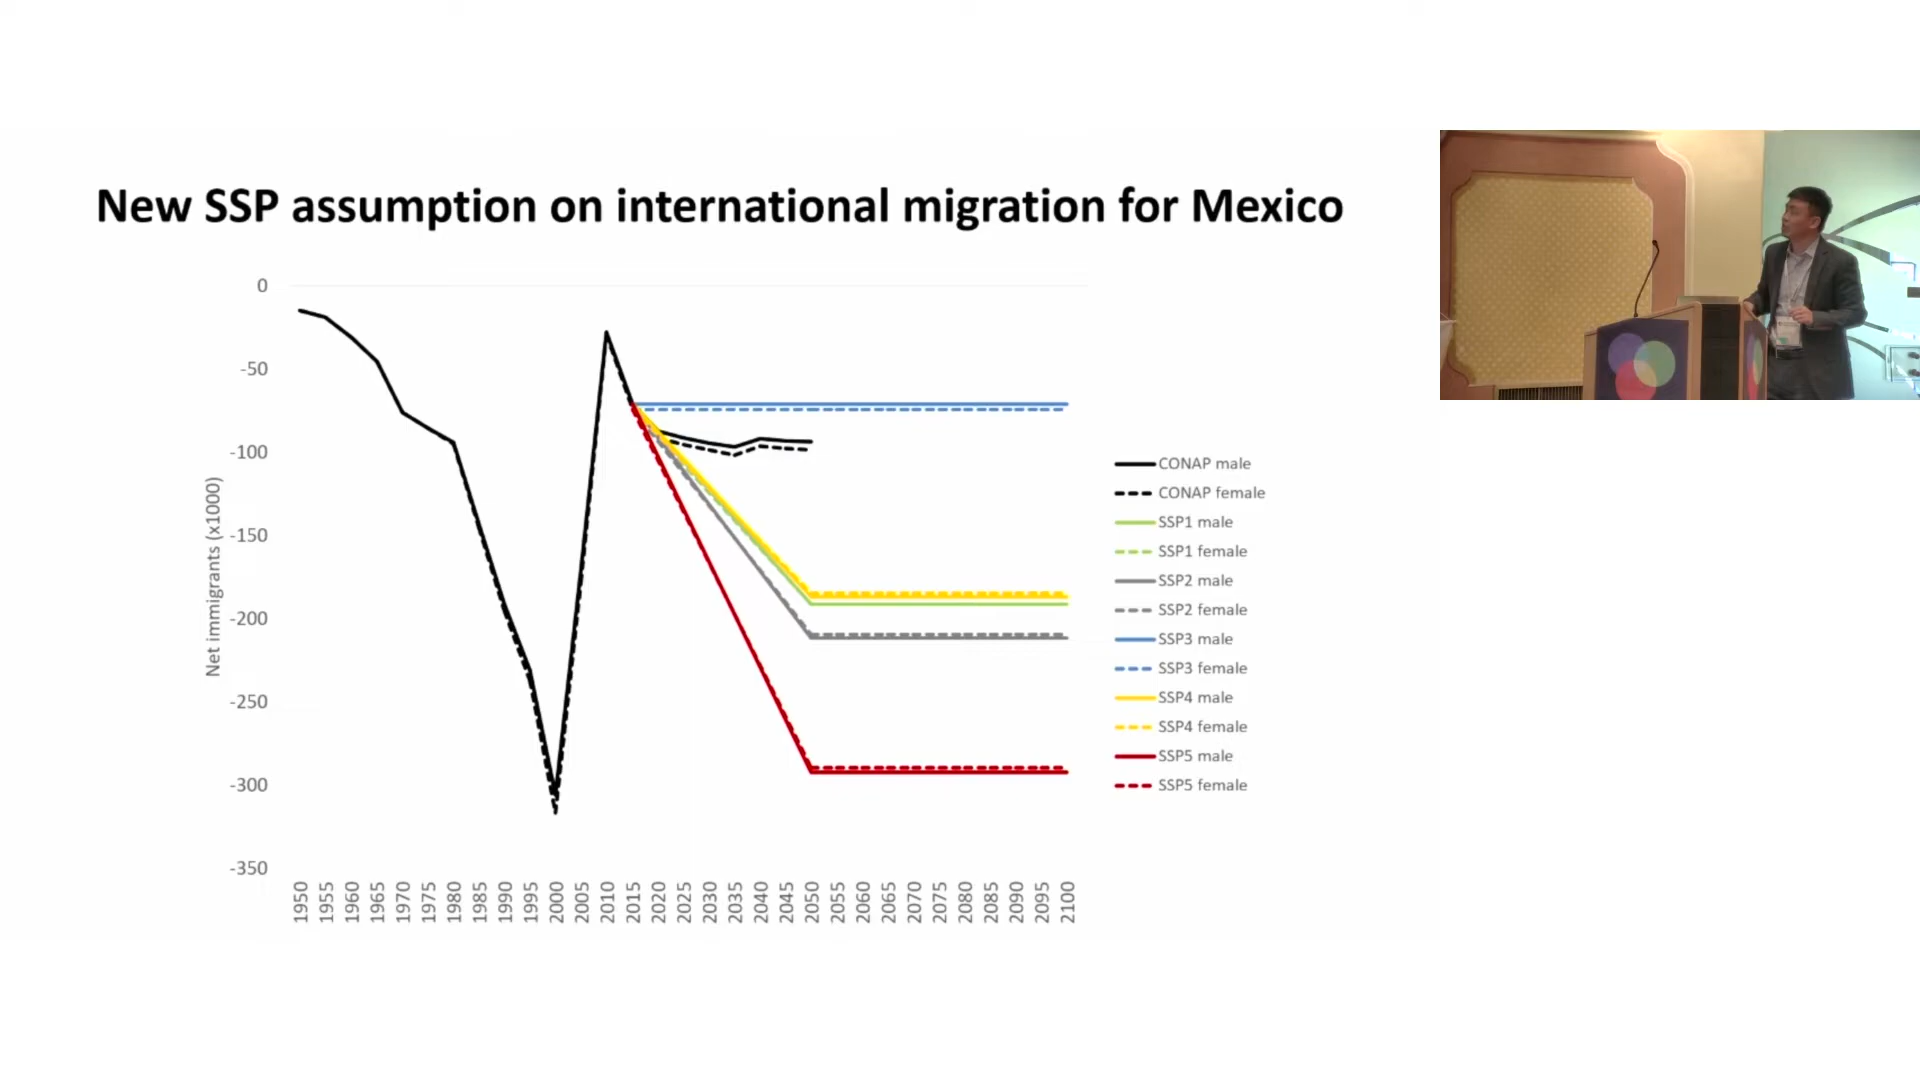 New SSP assumption on international migration for Mexico
0
-50
-100
-150
-200
-250
-300
-350
Net immigrants (x1000)
1950 1955 1960 1965 1970 1975 1980 1985 1990 1995 2000 2005 2010 2015 2020 2025 2030 2035 2040 2045 2050 2055 2060 2065 2070 2075 2080 2085 2090 2095 2100
CONAP male
CONAP female
SSP1 male
SSP1 female
SSP2 male
SSP2 female
SSP3 male
SSP3 female
SSP4 male
SSP4 female
SSP5 male
SSP5 female